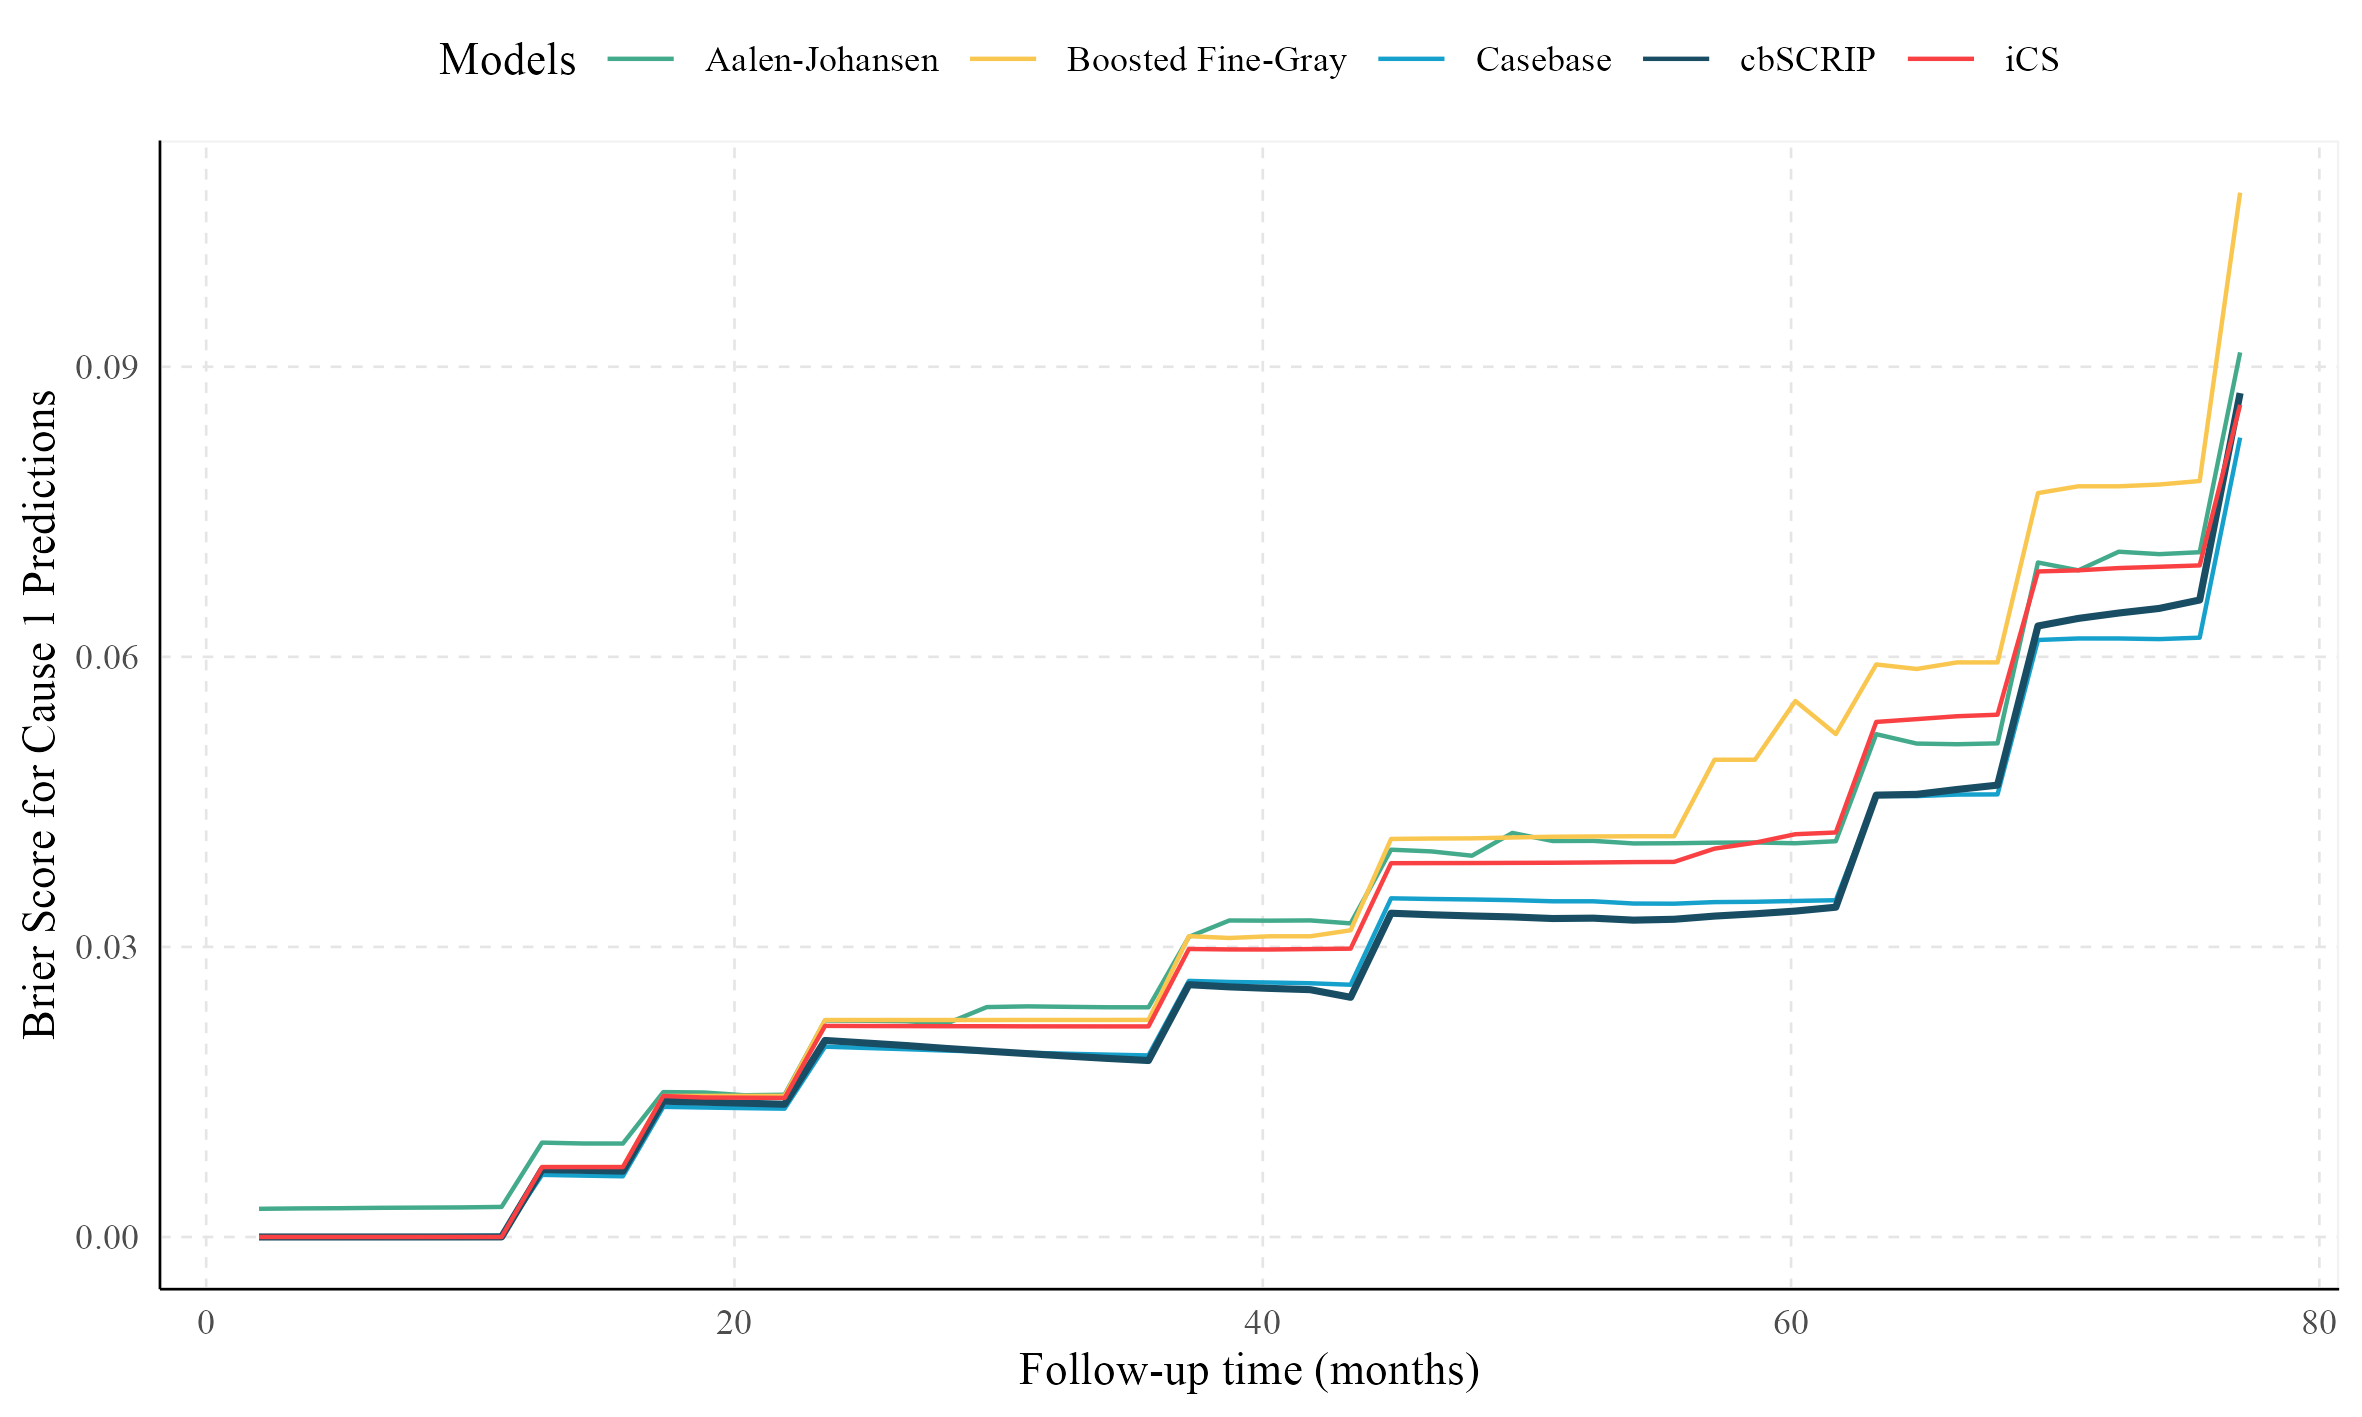 Models Aalen-Johansen Boosted Fine-Gray Casebase cbSCRIP iCS
Brier Score for Cause 1 Predictions
0.09
0.06
0.03
0.00
0 20 40 60 80
Follow-up time (months)